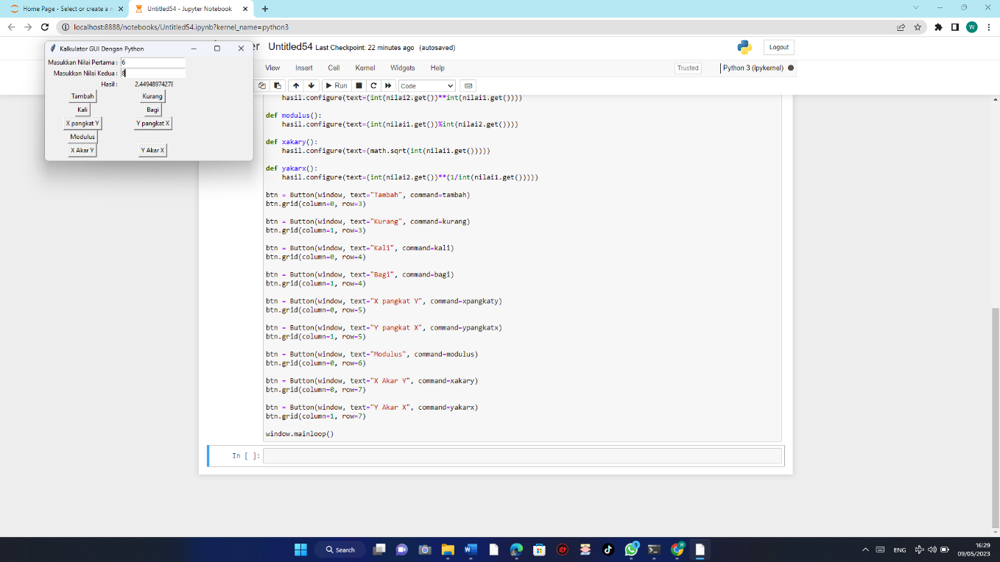 Home Page - Select or create a n
Untitled54 - Jupyter Notebook
localhost:8888/notebooks/Untitled54.ipynb?kernel_name=python3
W
Kalkulator GUI Dengan Python
Masukkan Nilai Pertama : 6
Masukkan Nilai Kedua : 8
Hasil : 2.44948974278
Tambah Kurang
Kali Bagi
X pangkat Y Y pangkat X
Modulus
X Akar Y Y Akar X
er Untitled54 Last Checkpoint: 22 minutes ago (autosaved)
Logout
View Insert Cell Kernel Widgets Help
Trusted
Python 3 (ipykernel)
Run
Code
hasil.configure(text=(int(nilai2.get())**int(nilai1.get())))
def modulus():
hasil.configure(text=(int(nilai1.get())%int(nilai2.get())))
def xakary():
hasil.configure(text=(math.sqrt(int(nilai1.get()))))
def yakarx():
hasil.configure(text=(int(nilai2.get())**(1/int(nilai1.get()))))
btn = Button(window, text="Tambah", command=tambah)
btn.grid(column=0, row=3)
btn = Button(window, text="Kurang", command=kurang)
btn.grid(column=1, row=3)
btn = Button(window, text="Kali", command=kali)
btn.grid(column=0, row=4)
btn = Button(window, text="Bagi", command=bagi)
btn.grid(column=1, row=4)
btn = Button(window, text="X pangkat Y", command=xpangkaty)
btn.grid(column=0, row=5)
btn = Button(window, text="Y pangkat X", command=ypangkatx)
btn.grid(column=1, row=5)
btn = Button(window, text="Modulus", command=modulus)
btn.grid(column=0, row=6)
btn = Button(window, text="X Akar Y", command=xakary)
btn.grid(column=0, row=7)
btn = Button(window, text="Y Akar X", command=yakarx)
btn.grid(column=1, row=7)
window.mainloop()
In [ ]:
Search
ENG
16:29
09/05/2023